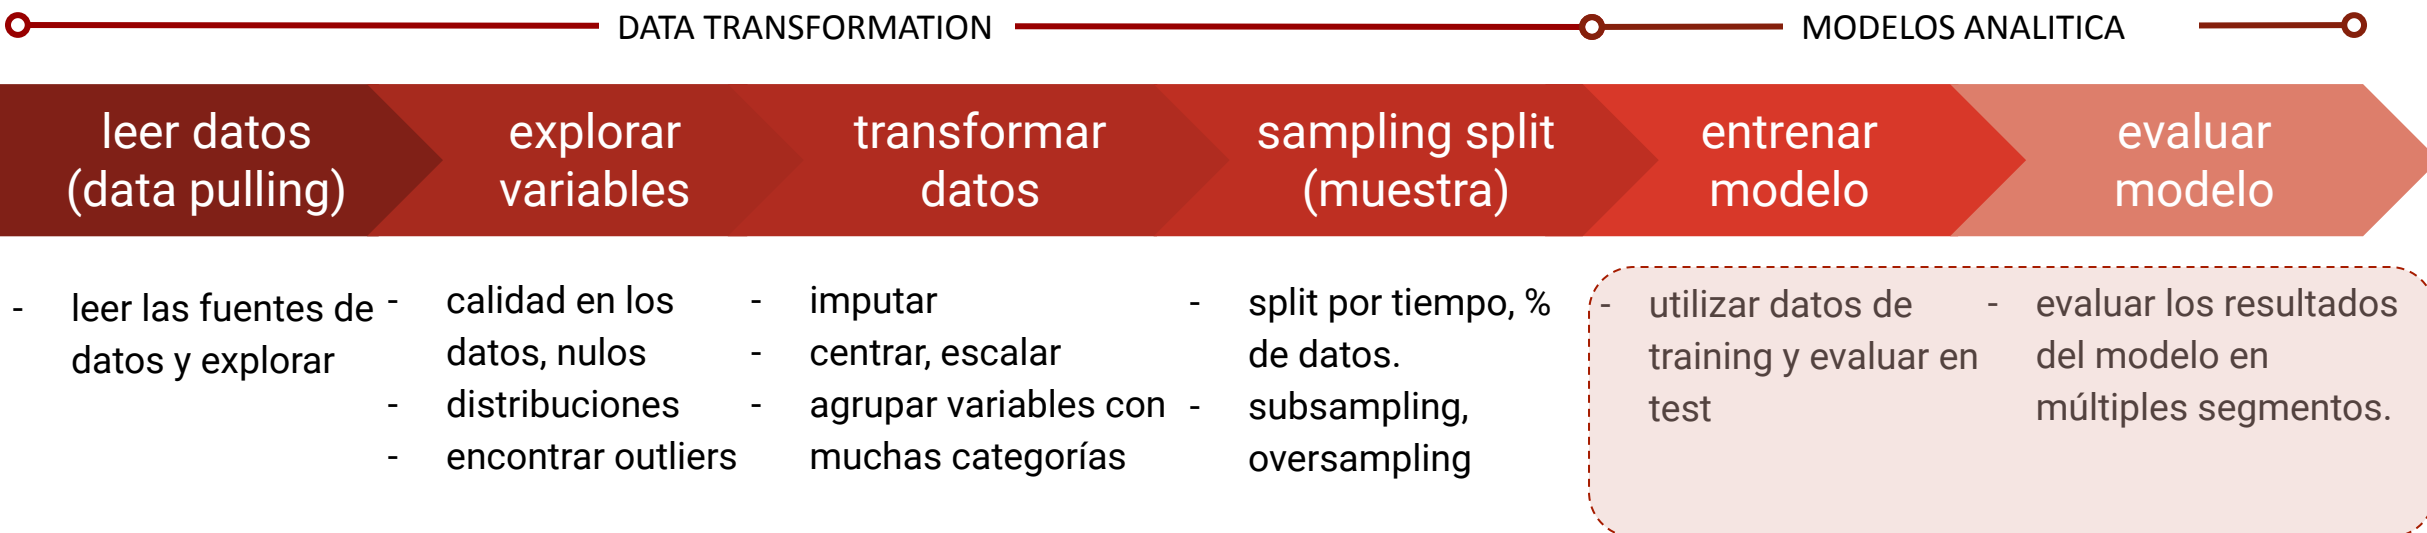 DATA TRANSFORMATION
MODELOS ANALITICA
leer datos
(data pulling)
explorar
variables
transformar
datos
sampling split
(muestra)
entrenar
modelo
evaluar
modelo
- leer las fuentes de
datos y explorar
- calidad en los
datos, nulos
- distribuciones
- encontrar outliers
- imputar
- centrar, escalar
- agrupar variables con
muchas categorías
- split por tiempo, %
de datos.
- subsampling,
oversampling
- utilizar datos de
training y evaluar en
test
- evaluar los resultados
del modelo en
múltiples segmentos.